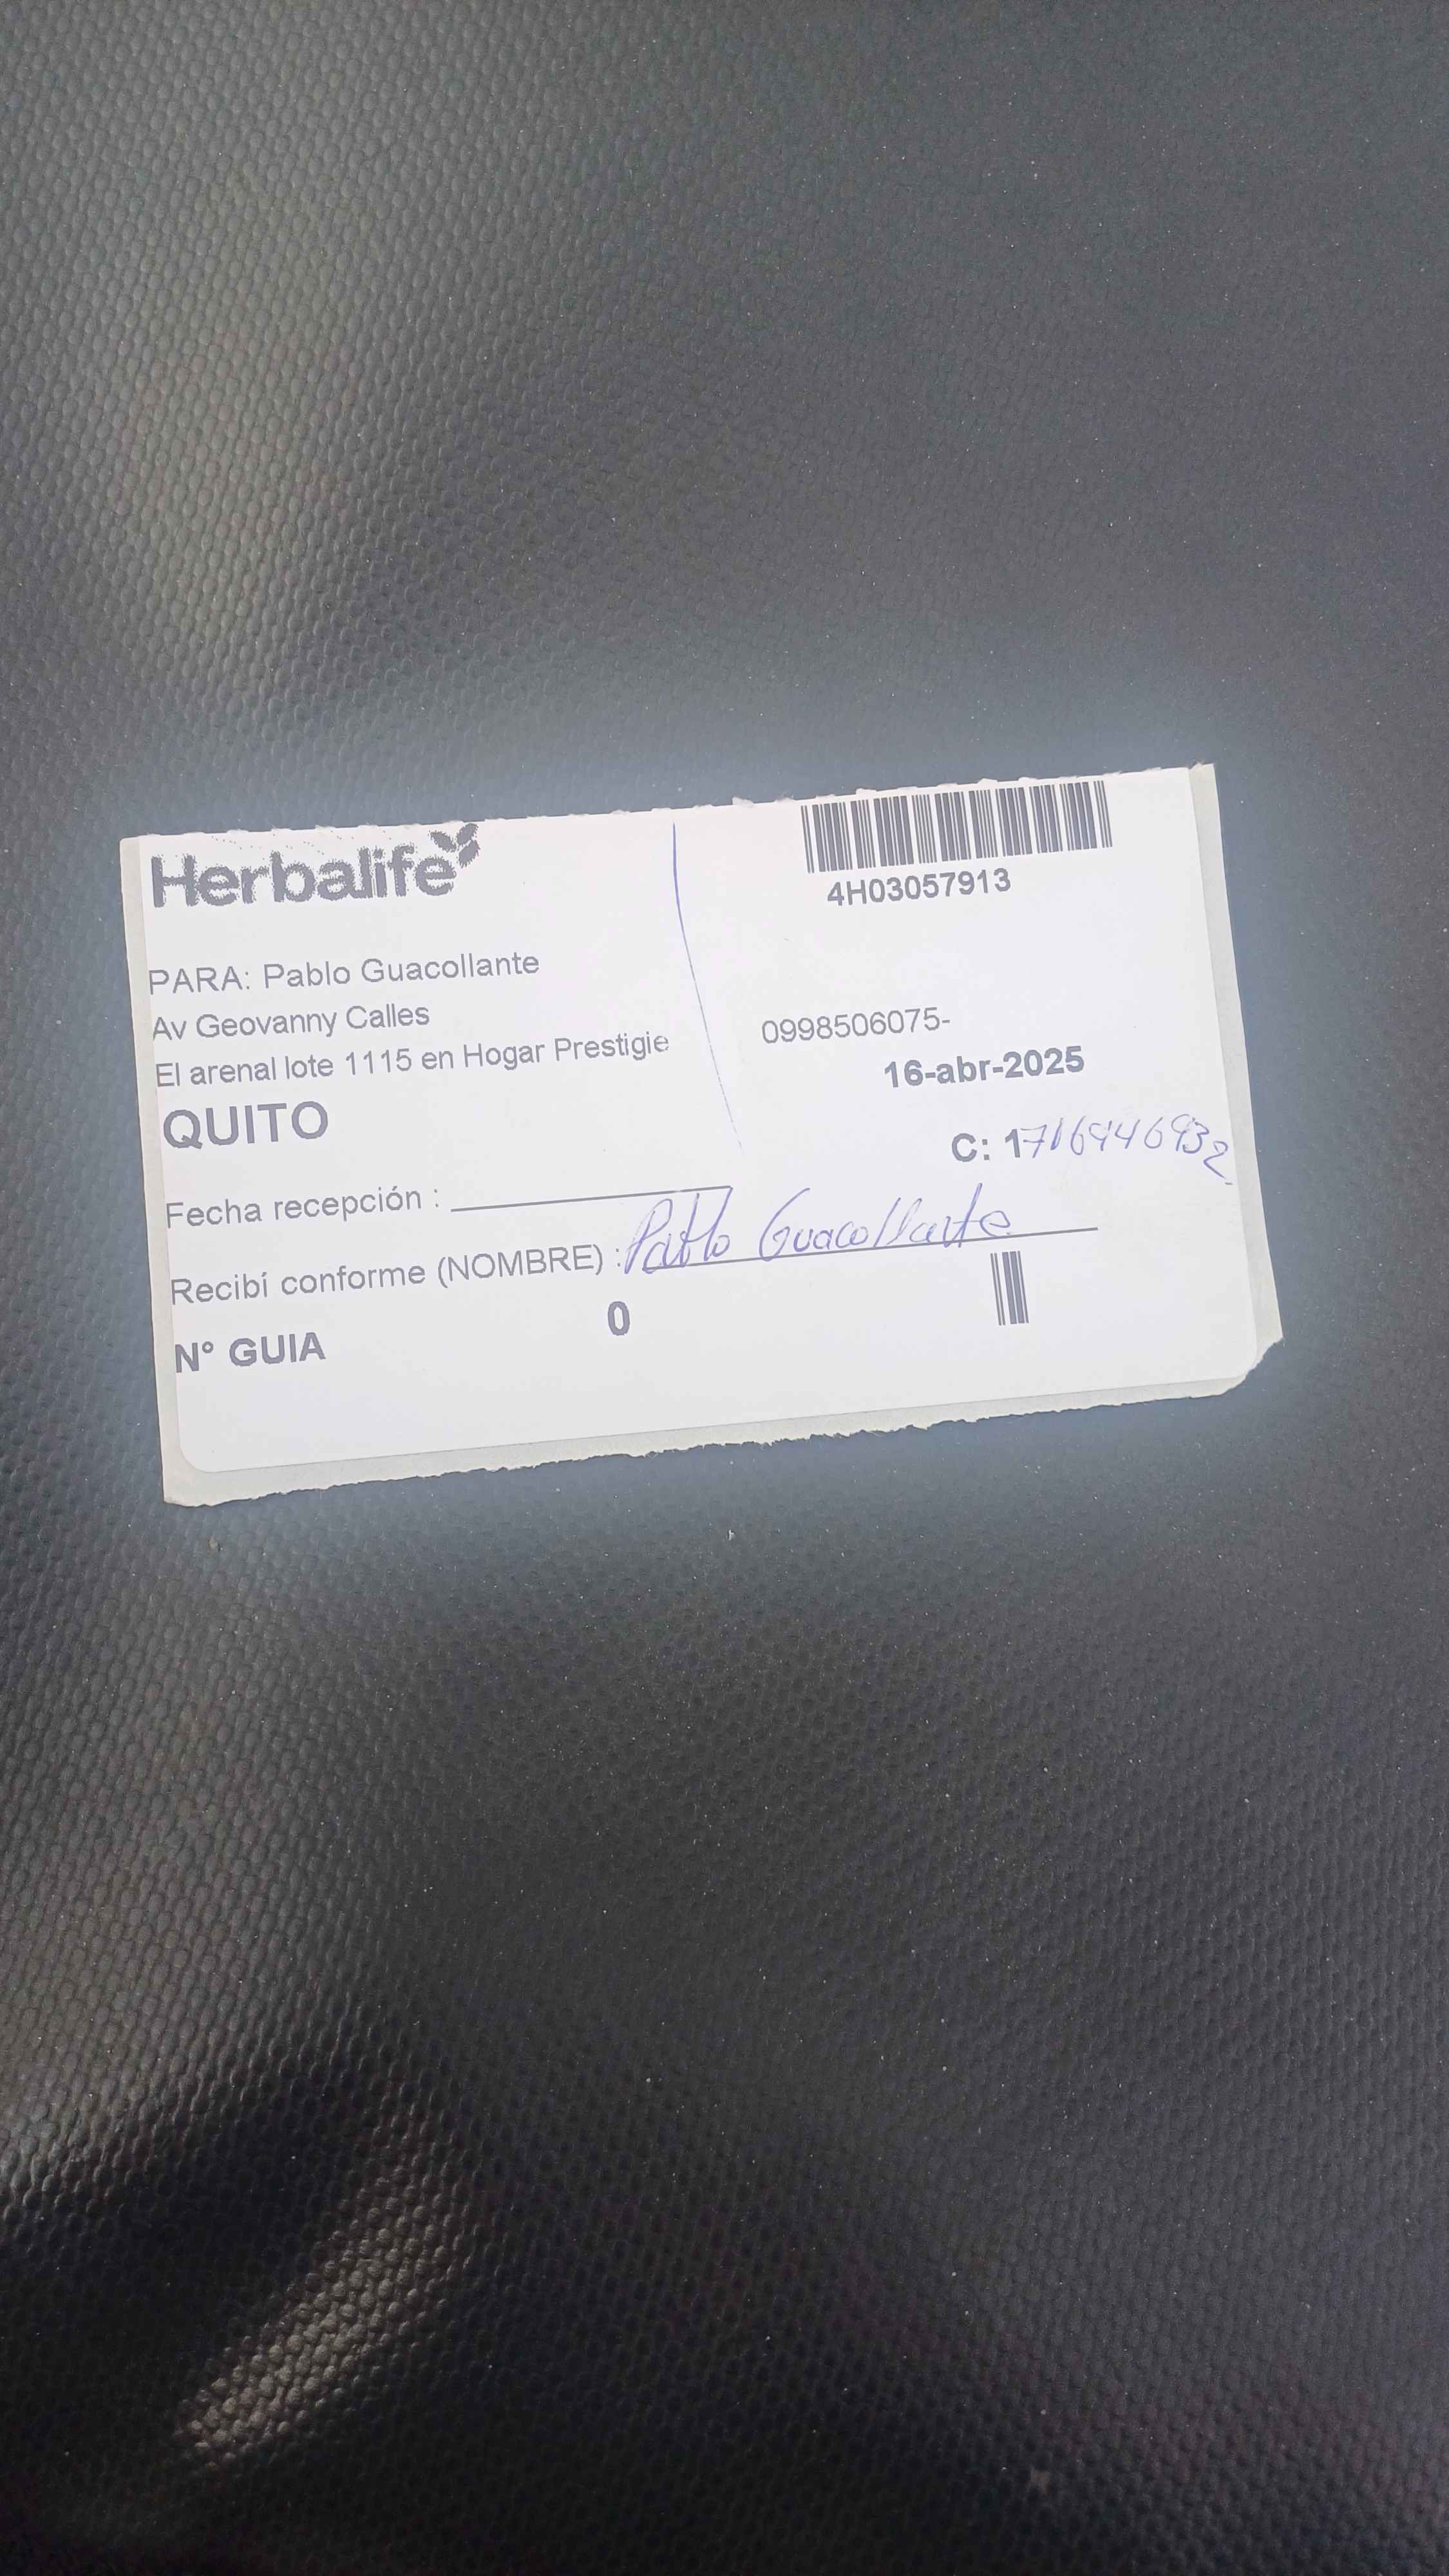 Herbalife
4H03057913
PARA: Pablo Guacollante
Av Geovanny Calles
El arenal lote 1115 en Hogar Prestigie
0998506075-
16-abr-2025
QUITO
C: 1716946932
Fecha recepción :
Recibí conforme (NOMBRE) : Pablo Guacollante
N° GUIA 0